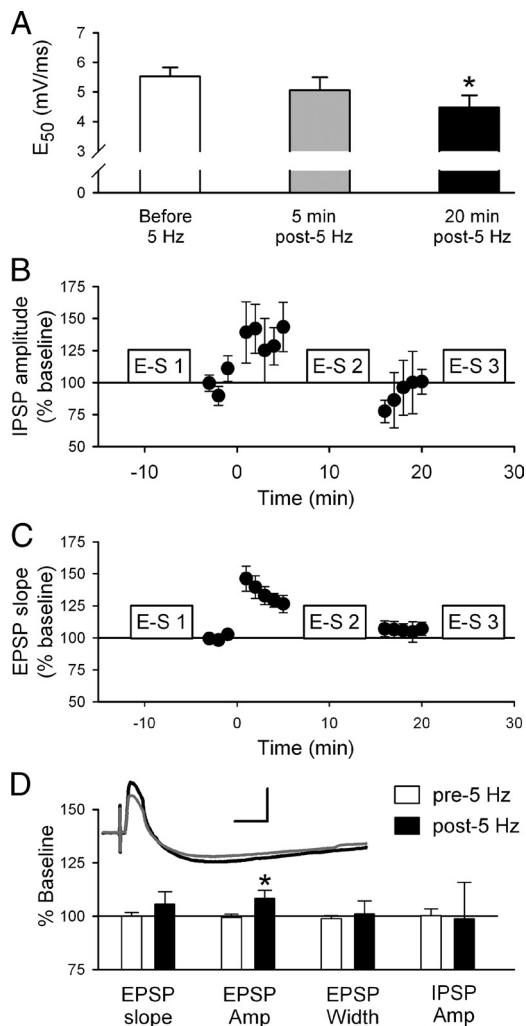 A
E50 (mV/ms)
7
6
5
4
3
0
*
Before 5 Hz
5 min post-5 Hz
20 min post-5 Hz
B
IPSP amplitude (% baseline)
175
150
125
100
75
50
E-S 1
E-S 2
E-S 3
-10
0
10
20
30
Time (min)
C
EPSP slope (% baseline)
175
150
125
100
75
50
E-S 1
E-S 2
E-S 3
-10
0
10
20
30
Time (min)
D
% Baseline
150
125
100
75
pre-5 Hz
post-5 Hz
*
EPSP slope
EPSP Amp
EPSP Width
IPSP Amp